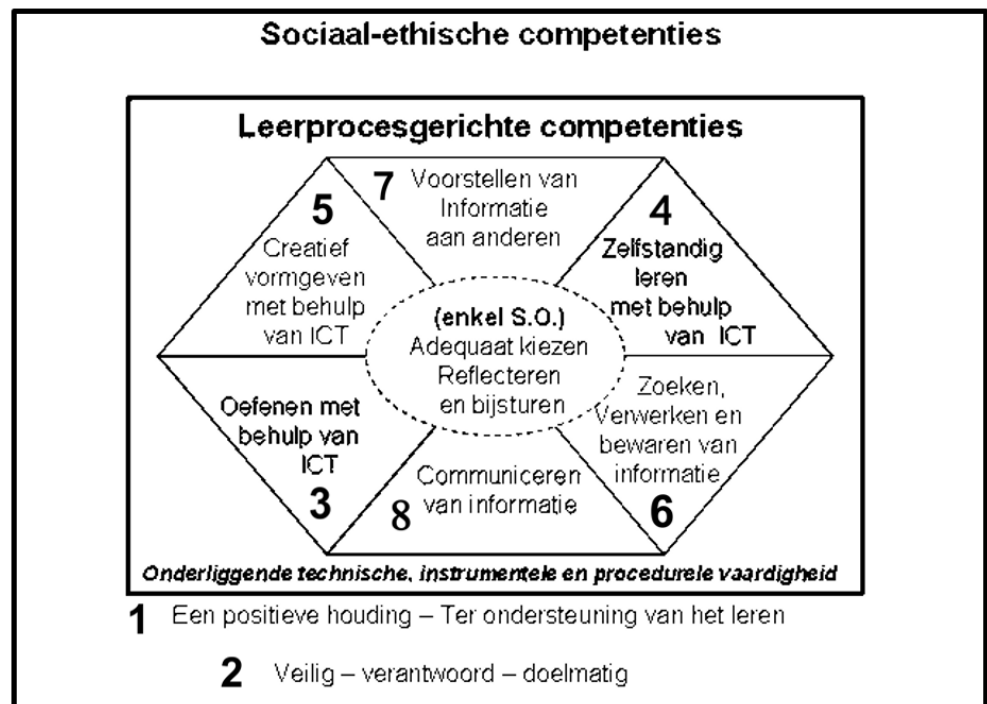 Sociaal-ethische competenties
Leerprocesgerichte competenties
5
Creatief
vormgeven
met behulp
van ICT
7
Voorstellen van
Informatie
aan anderen
4
Zelfstandig
leren
met behulp
van ICT
(enkel S.O.)
Adequaat kiezen
Reflecteren
en bijsturen
Oefenen met
behulp van
ICT
3
Communiceren
van informatie
8
Zoeken,
Verwerken en
bewaren van
informatie
6
Onderliggende technische, instrumentele en procedurele vaardigheid
1 Een positieve houding – Ter ondersteuning van het leren
2 Veilig – verantwoord – doelmatig